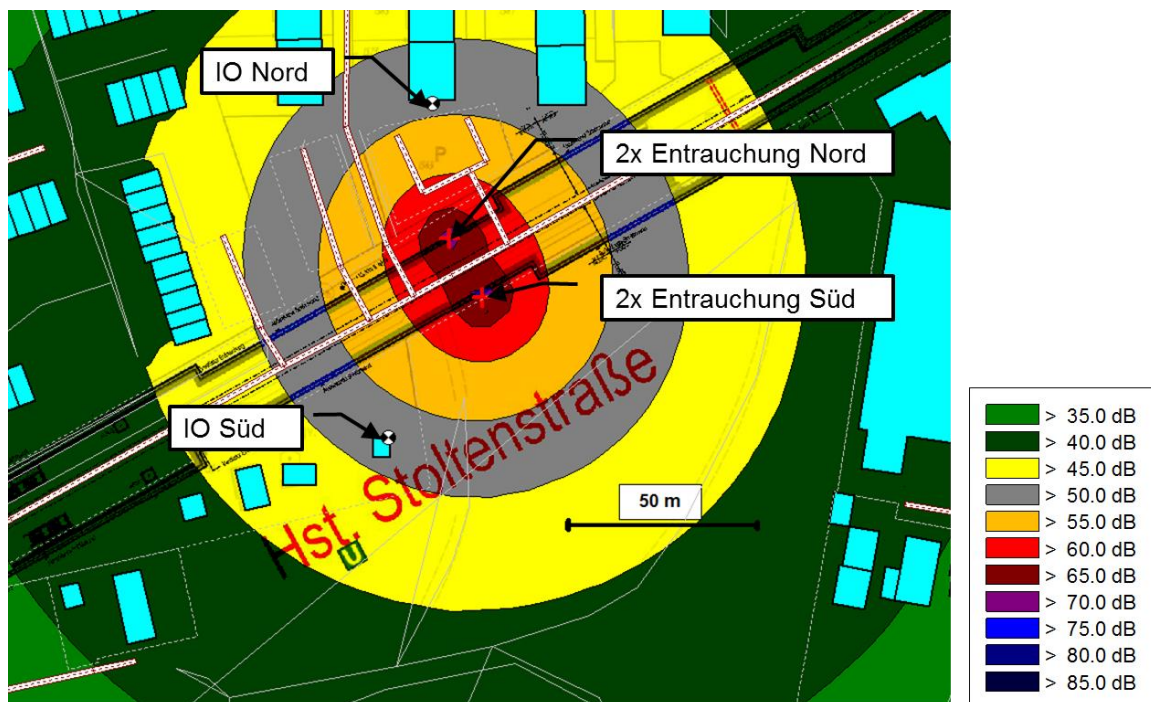 IO Nord
P
2x Entrauchung Nord
2x Entrauchung Süd
IO Süd
Hst. Stoltenstraße
U
50 m
> 35.0 dB
> 40.0 dB
> 45.0 dB
> 50.0 dB
> 55.0 dB
> 60.0 dB
> 65.0 dB
> 70.0 dB
> 75.0 dB
> 80.0 dB
> 85.0 dB